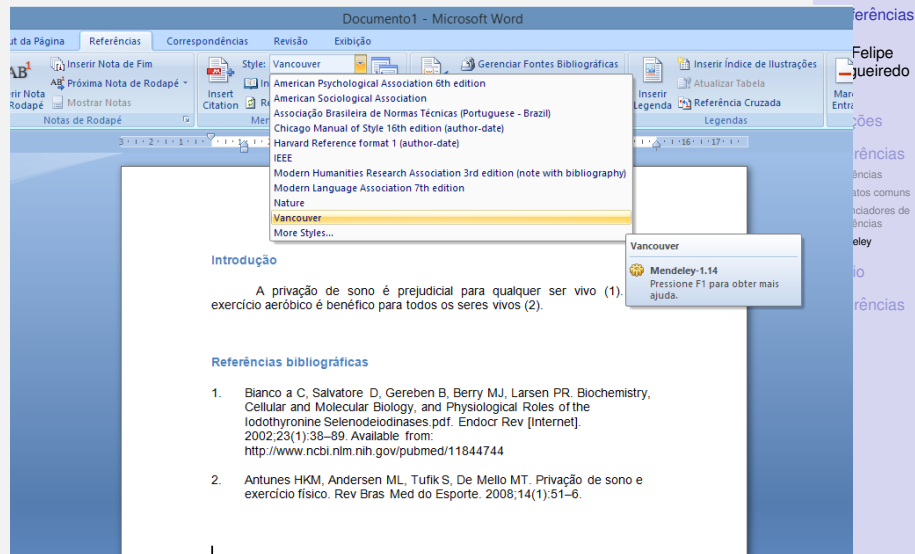 Documento1 - Microsoft Word
ut da Página Referências Correspondências Revisão Exibição
AB1 Inserir Nota de Fim
Próxima Nota de Rodapé
Mostrar Notas
rir Nota
Rodapé
Notas de Rodapé
Insert
Citation
Style: Vancouver
Gerenciar Fontes Bibliográficas
Inserir
Legenda
Inserir Índice de Ilustrações
Atualizar Tabela
Referência Cruzada
Legendas
American Psychological Association 6th edition
American Sociological Association
Associação Brasileira de Normas Técnicas (Portuguese - Brazil)
Chicago Manual of Style 16th edition (author-date)
Harvard Reference format 1 (author-date)
IEEE
Modern Humanities Research Association 3rd edition (note with bibliography)
Modern Language Association 7th edition
Nature
Vancouver
More Styles...
Vancouver
Mendeley-1.14
Pressione F1 para obter mais
ajuda.
3 2 1 1 16 17
Introdução
A privação de sono é prejudicial para qualquer ser vivo (1).
exercício aeróbico é benéfico para todos os seres vivos (2).
Referências bibliográficas
1. Bianco a C, Salvatore D, Gereben B, Berry MJ, Larsen PR. Biochemistry,
Cellular and Molecular Biology, and Physiological Roles of the
Iodothyronine Selenodeiodinases.pdf. Endocr Rev [Internet].
2002;23(1):38–89. Available from:
http://www.ncbi.nlm.nih.gov/pubmed/11844744
2. Antunes HKM, Andersen ML, Tufik S, De Mello MT. Privação de sono e
exercício físico. Rev Bras Med do Esporte. 2008;14(1):51–6.
ferências
Felipe
gueiredo
ções
rências
ências
atos comuns
nciadores de
ências
eley
io
rências